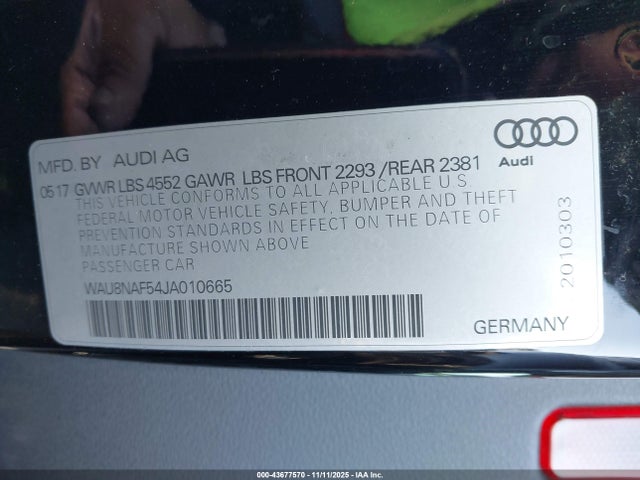 MFD. BY AUDI AG
Audi
0517 GVWR LBS 4552 GAWR LBS FRONT 2293 /REAR 2381
THIS VEHICLE CONFORMS TO ALL APPLICABLE U S
FEDERAL MOTOR VEHICLE SAFETY, BUMPER AND THEFT
PREVENTION STANDARDS IN EFFECT ON THE DATE OF
MANUFACTURE SHOWN ABOVE
PASSENGER CAR
WAU8NAF54JA010665
2010303
GERMANY
000-43677570 - 11/11/2025 - IAA Inc.